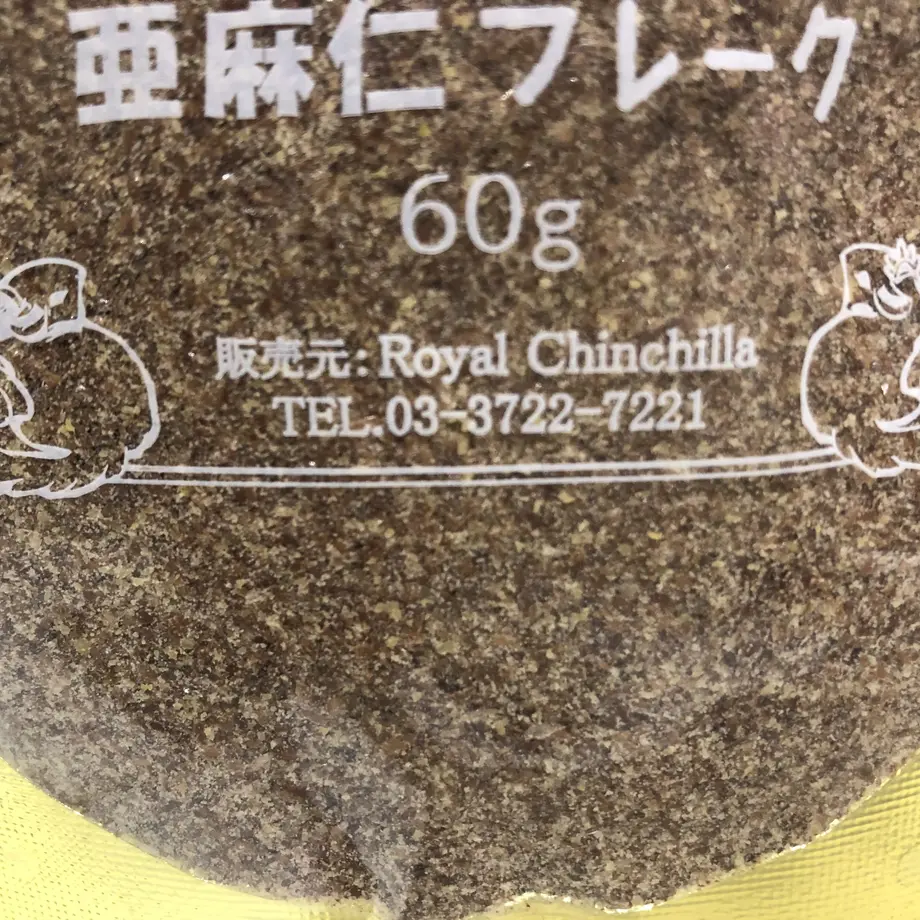 亜麻仁フレーク
60g
販売元:Royal Chinchilla
TEL.03-3722-7221